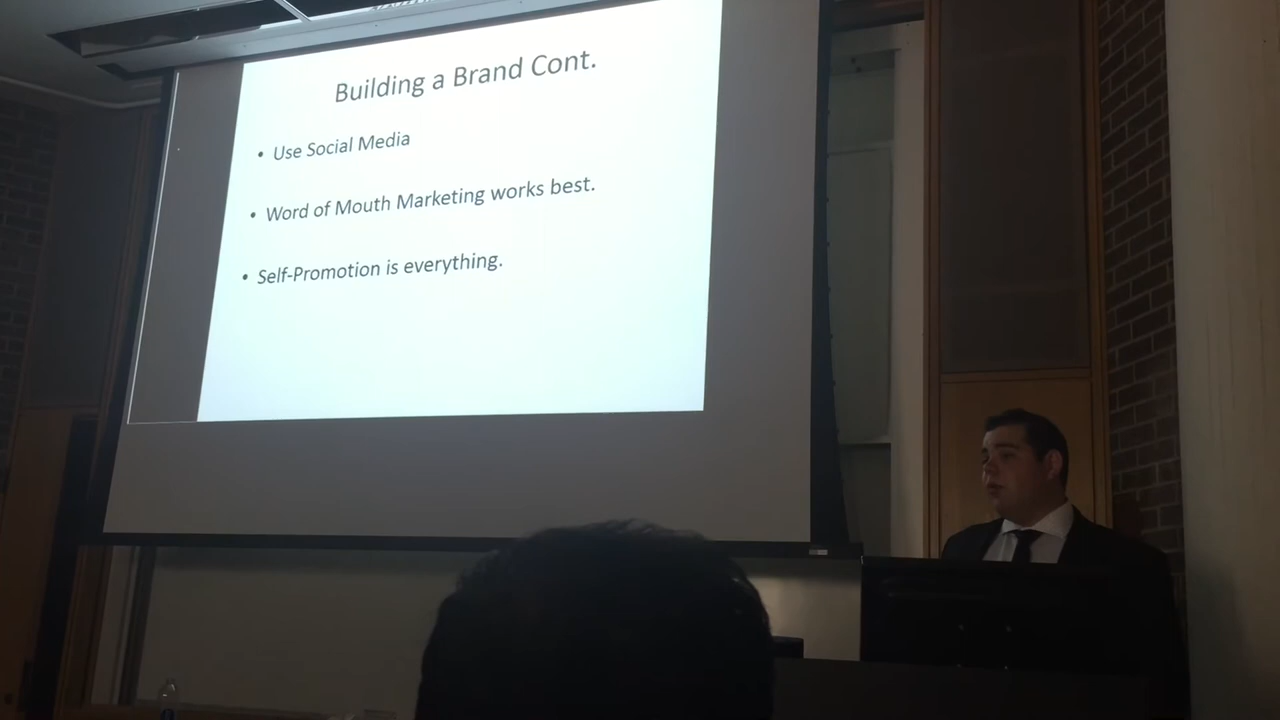 Building a Brand Cont.
• Use Social Media
• Word of Mouth Marketing works best.
• Self-Promotion is everything.